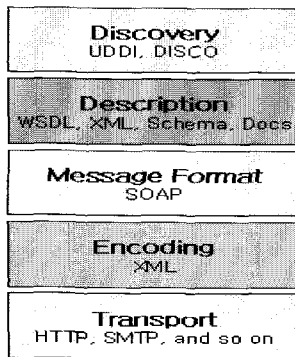 Discovery
UDDI, DISCO
Description
WSDL, XML, Schema, Docs
Message Format
SOAP
Encoding
XML
Transport
HTTP, SMTP, and so on